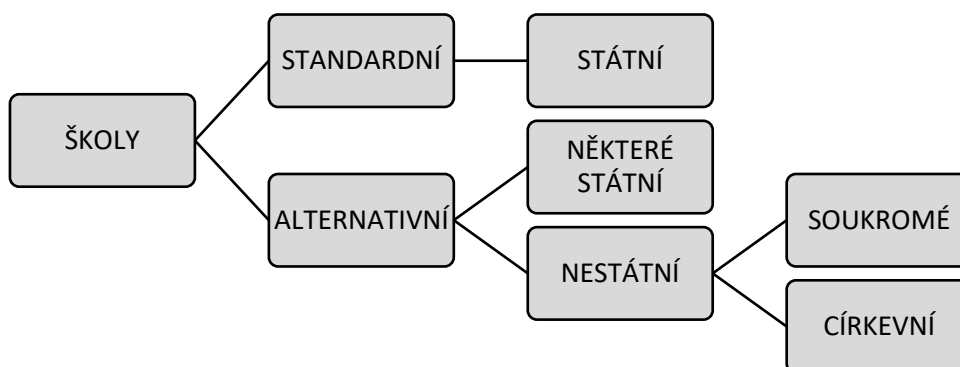 STANDARDNÍ
STÁTNÍ
ŠKOLY
NĚKTERÉ
STÁTNÍ
ALTERNATIVNÍ
SOUKROMÉ
NESTÁTNÍ
CÍRKEVNÍ